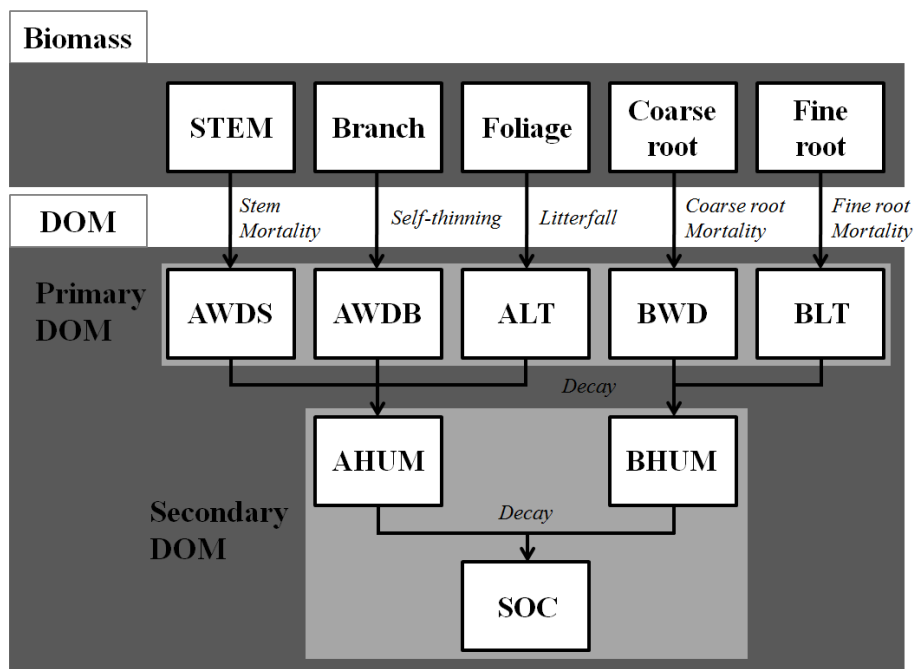 Biomass
STEM
Branch
Foliage
Coarse
root
Fine
root
DOM
Stem
Mortality
Self-thinning
Litterfall
Coarse root
Mortality
Fine root
Mortality
Primary
DOM
AWDS
AWDB
ALT
BWD
BLT
Decay
AHUM
BHUM
Secondary
DOM
Decay
SOC